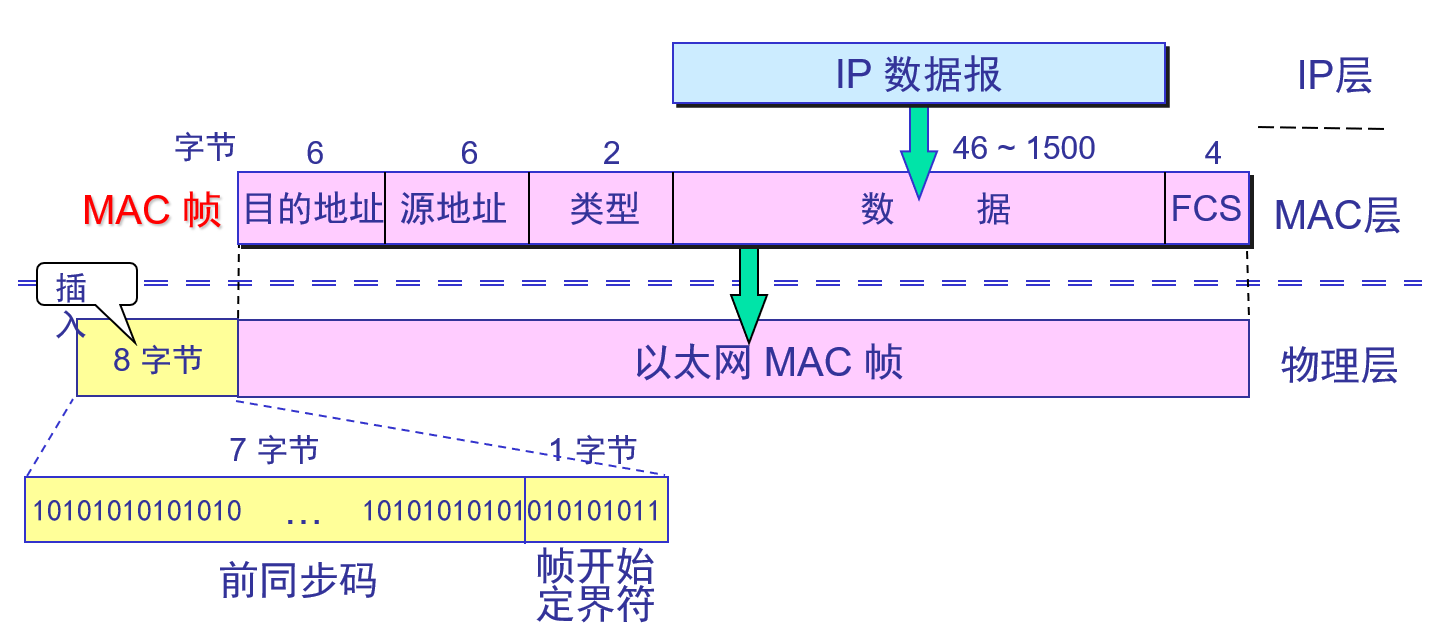 IP 数据报
IP层
字节
6
6
2
46 ~ 1500
4
MAC 帧
目的地址
源地址
类型
数 据
FCS
MAC层
插
入
8 字节
以太网 MAC 帧
物理层
7 字节
1 字节
10101010101010 … 10101010101010101011
前同步码
帧开始
定界符